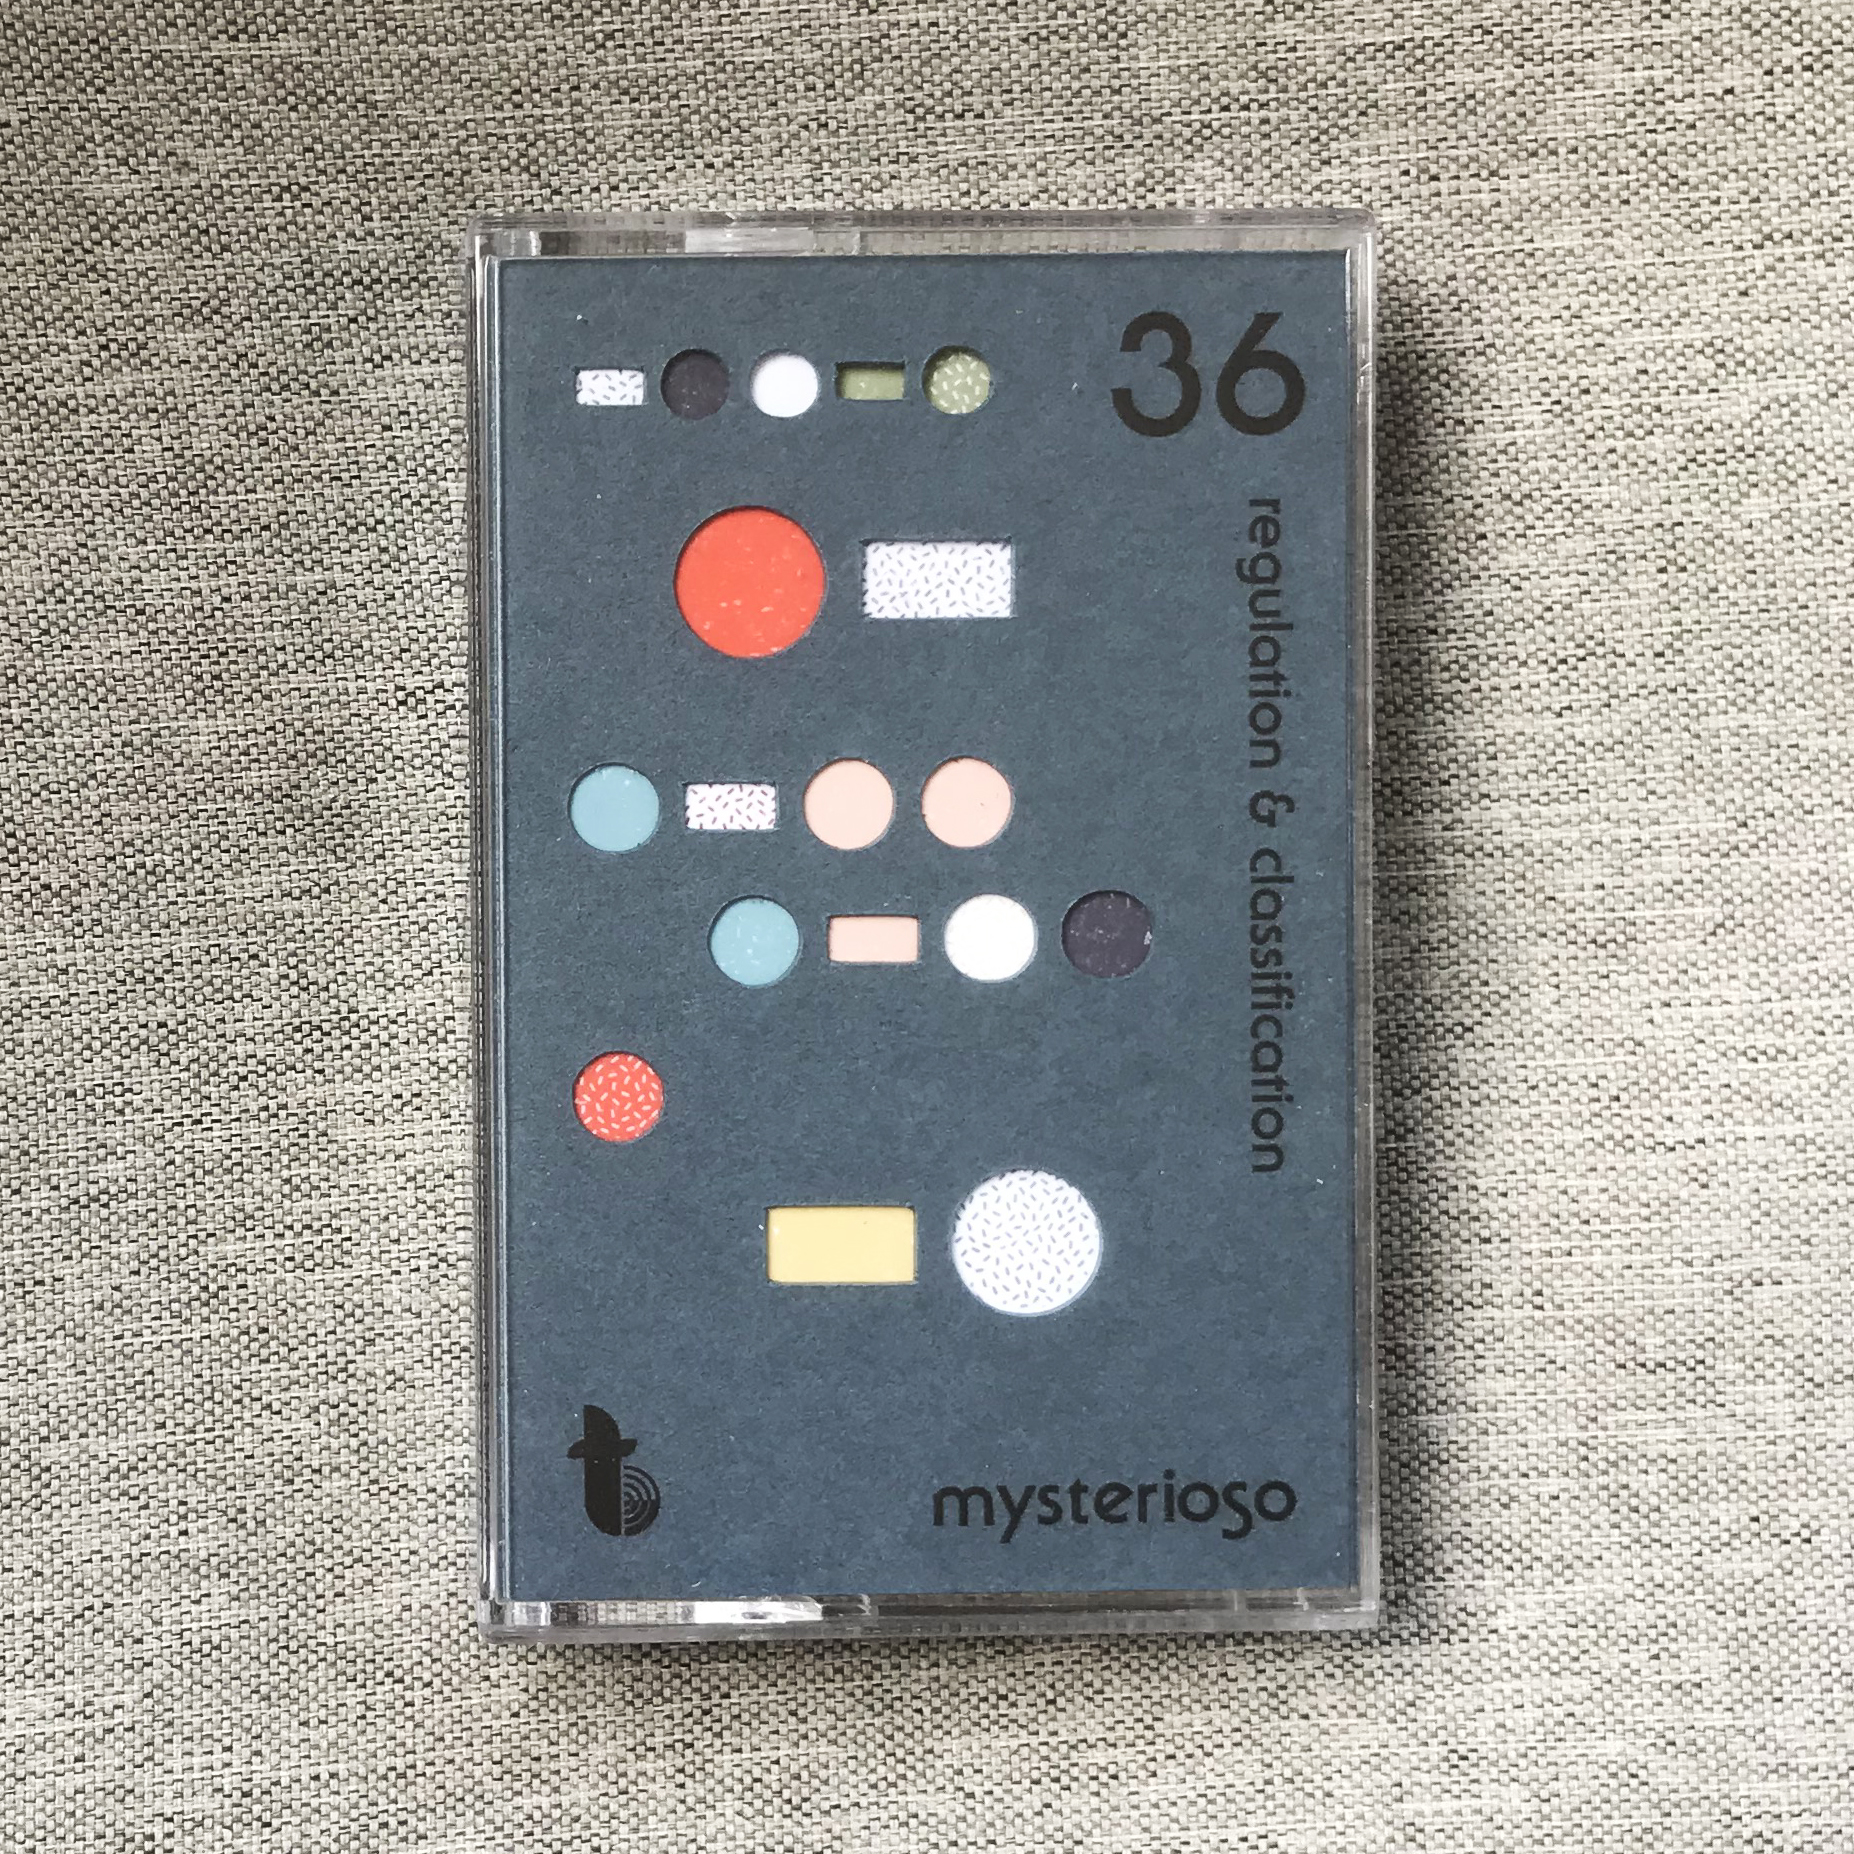 36
regulation & classification
t
mysterioso